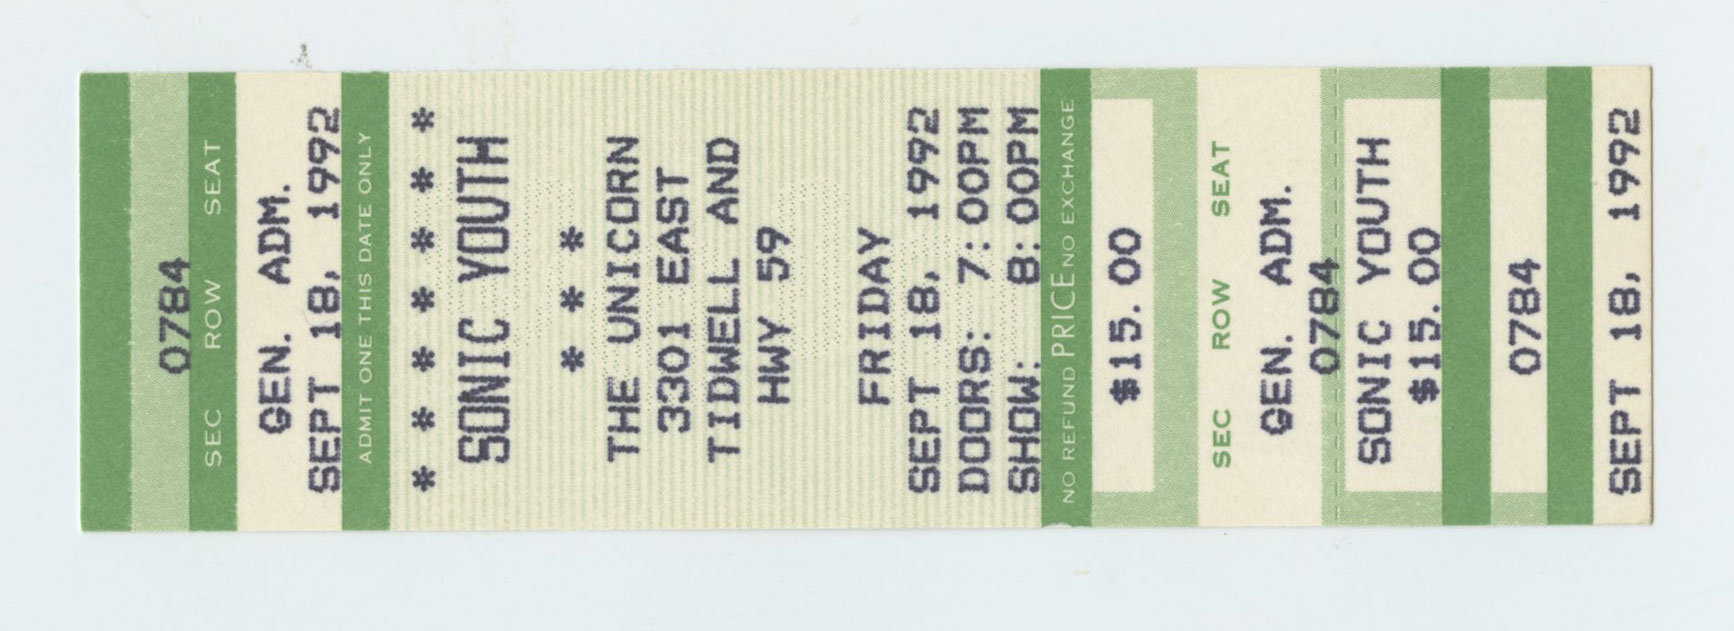 0784
SEC ROW SEAT
GEN. ADM.
SEPT 18, 1992
ADMIT ONE THIS DATE ONLY
* * * * * * *
SONIC YOUTH
* * *
THE UNICORN
3301 EAST
TIDWELL AND
HWY 59
FRIDAY
SEPT 18, 1992
DOORS: 7:00PM
SHOW: 8:00PM
NO REFUND PRICE NO EXCHANGE
$15.00
SEC ROW SEAT
GEN. ADM.
0784
SONIC YOUTH
$15.00
0784
SEPT 18, 1992